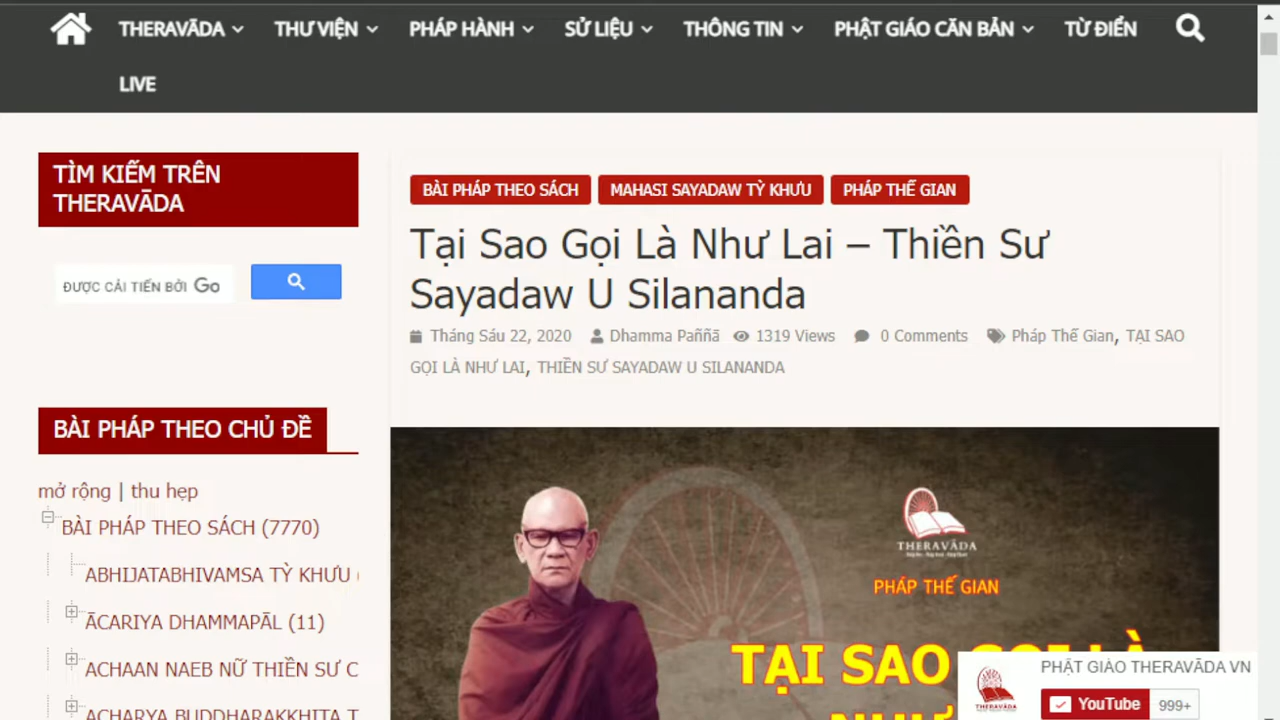 THERAVĀDA
THƯ VIỆN
PHÁP HÀNH
SỬ LIỆU
THÔNG TIN
PHẬT GIÁO CĂN BẢN
TỪ ĐIỂN
LIVE
TÌM KIẾM TRÊN
THERAVĀDA
ĐƯỢC CẢI TIẾN BỞI Go
BÀI PHÁP THEO CHỦ ĐỀ
mở rộng | thu hẹp
BÀI PHÁP THEO SÁCH (7770)
ABHIJATABHIVAMSA TỲ KHƯU (
ĀCARIYA DHAMMAPĀL (11)
ACHAAN NAEB NỮ THIỀN SƯ C
ACHARYA BUDDHARAKKHITA T
BÀI PHÁP THEO SÁCH
MAHASI SAYADAW TỲ KHƯU
PHÁP THẾ GIAN
Tại Sao Gọi Là Như Lai – Thiền Sư
Sayadaw U Silananda
Tháng Sáu 22, 2020 Dhamma Paññā 1319 Views 0 Comments Pháp Thế Gian, TẠI SAO
GỌI LÀ NHƯ LAI, THIỀN SƯ SAYADAW U SILANANDA
THERAVĀDA
PHÁP THẾ GIAN
TẠI SAO GỌI LÀ
NHƯ
PHẬT GIÁO THERAVĀDA VN
YouTube 999+